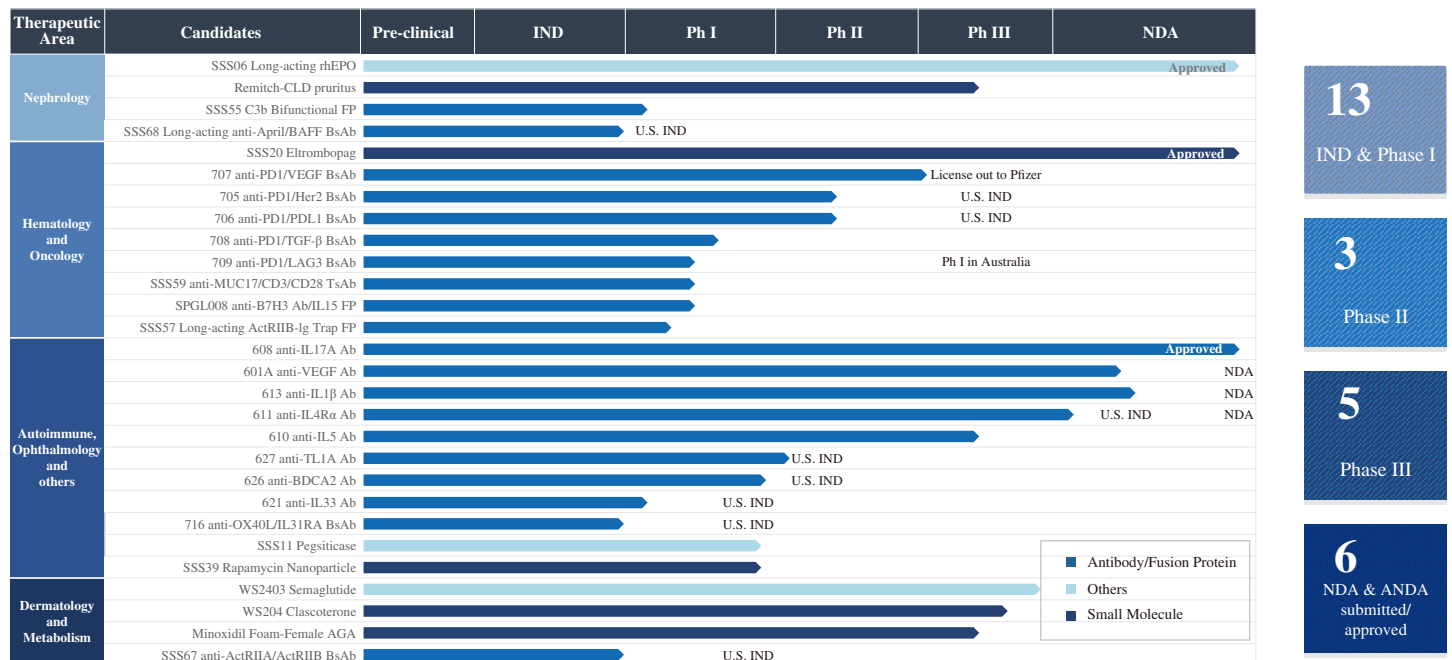 Therapeutic
Area
Candidates
Pre-clinical
IND
Ph I
Ph II
Ph III
NDA
Nephrology
SSS06 Long-acting rhEPO
Approved
Remitch-CLD pruritus
SSS55 C3b Bifunctional FP
SSS68 Long-acting anti-April/BAFF BsAb
U.S. IND
Hematology
and
Oncology
SSS20 Eltrombopag
Approved
707 anti-PD1/VEGF BsAb
License out to Pfizer
705 anti-PD1/Her2 BsAb
U.S. IND
706 anti-PD1/PDL1 BsAb
U.S. IND
708 anti-PD1/TGF-β BsAb
709 anti-PD1/LAG3 BsAb
Ph I in Australia
SSS59 anti-MUC17/CD3/CD28 TsAb
SPGL008 anti-B7H3 Ab/IL15 FP
SSS57 Long-acting ActRIIB-lg Trap FP
Autoimmune,
Ophthalmology
and
others
608 anti-IL17A Ab
Approved
601A anti-VEGF Ab
NDA
613 anti-IL1β Ab
NDA
611 anti-IL4Rα Ab
U.S. IND
NDA
610 anti-IL5 Ab
627 anti-TL1A Ab
U.S. IND
626 anti-BDCA2 Ab
U.S. IND
621 anti-IL33 Ab
U.S. IND
716 anti-OX40L/IL31RA BsAb
U.S. IND
SSS11 Pegsiticase
SSS39 Rapamycin Nanoparticle
Dermatology
and
Metabolism
WS2403 Semaglutide
WS204 Clascoterone
Minoxidil Foam-Female AGA
SSS67 anti-ActRIIA/ActRIIB BsAb
U.S. IND
Antibody/Fusion Protein
Others
Small Molecule
13
IND & Phase I
3
Phase II
5
Phase III
6
NDA & ANDA
submitted/
approved